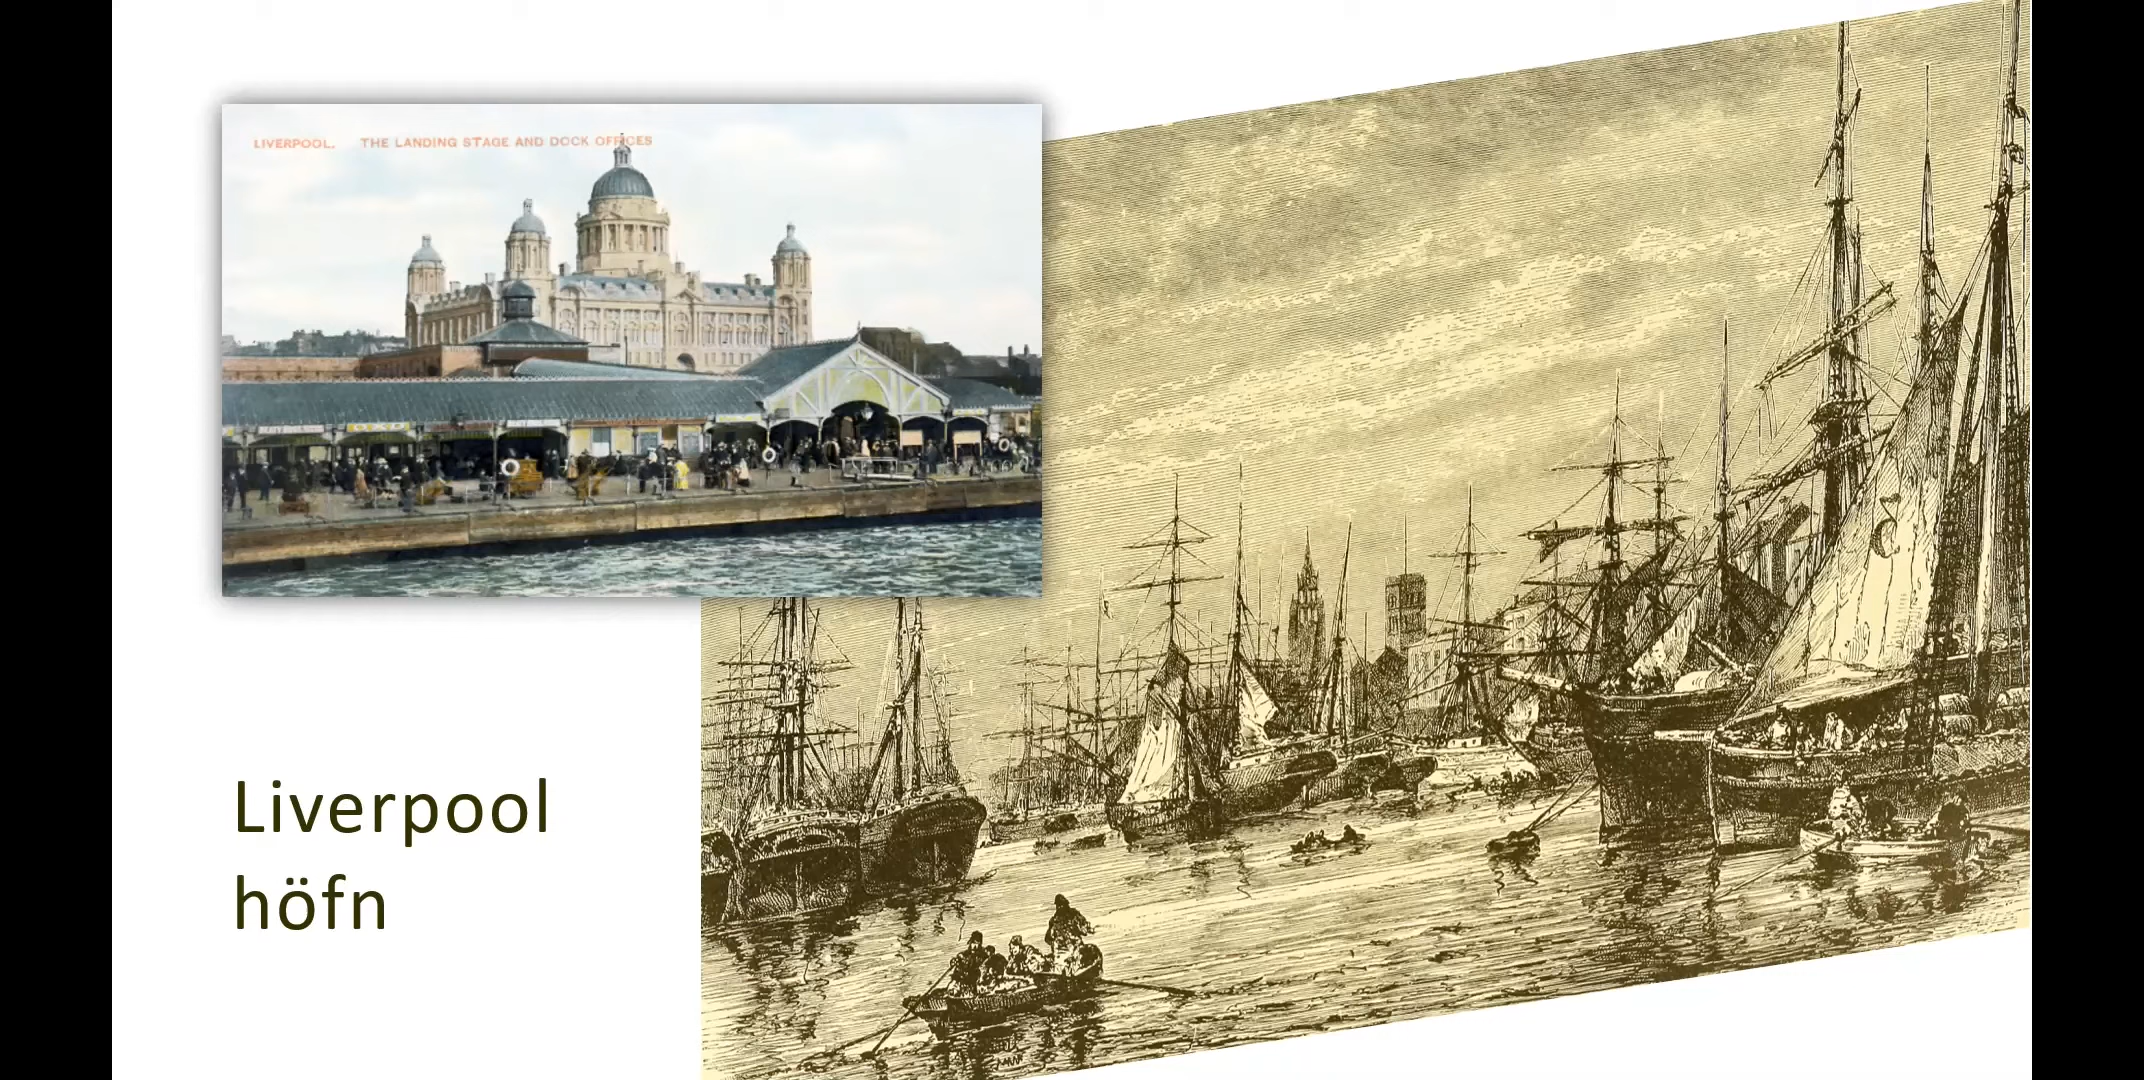 LIVERPOOL. THE LANDING STAGE AND DOCK OFFICES
Liverpool
höfn